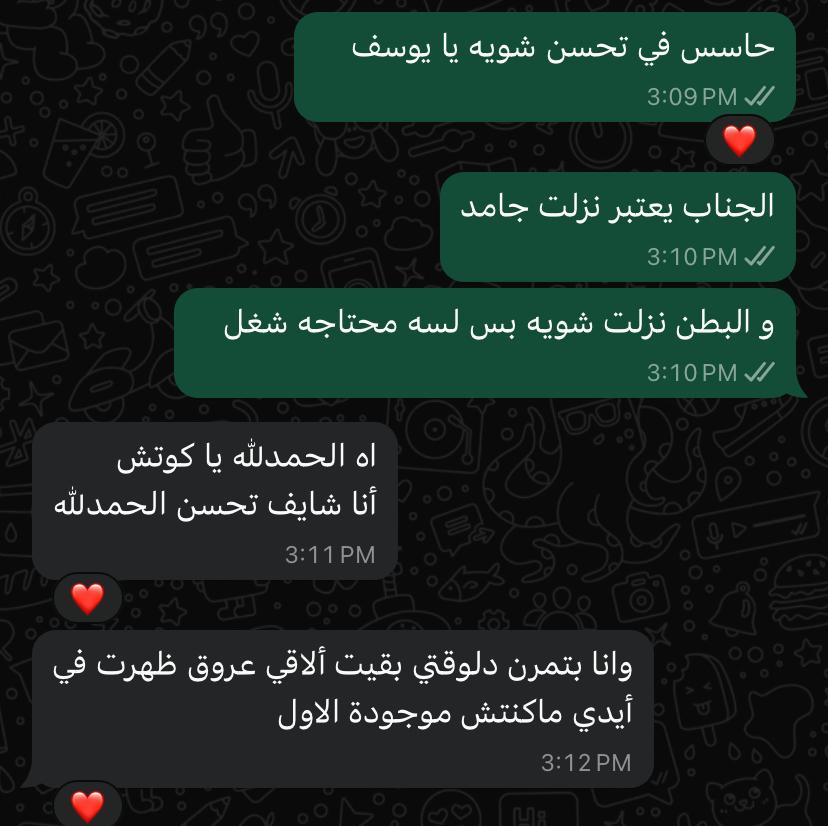 حاسس في تحسن شويه يا يوسف
3:09 PM
الجناب يعتبر نزلت جامد
3:10 PM
و البطن نزلت شويه بس لسه محتاجه شغل
3:10 PM
اه الحمدلله يا كوتش
أنا شايف تحسن الحمدلله
3:11 PM
وانا بتمرن دلوقتي بقيت ألاقي عروق ظهرت في
أيدي ماكنتش موجودة الاول
3:12 PM